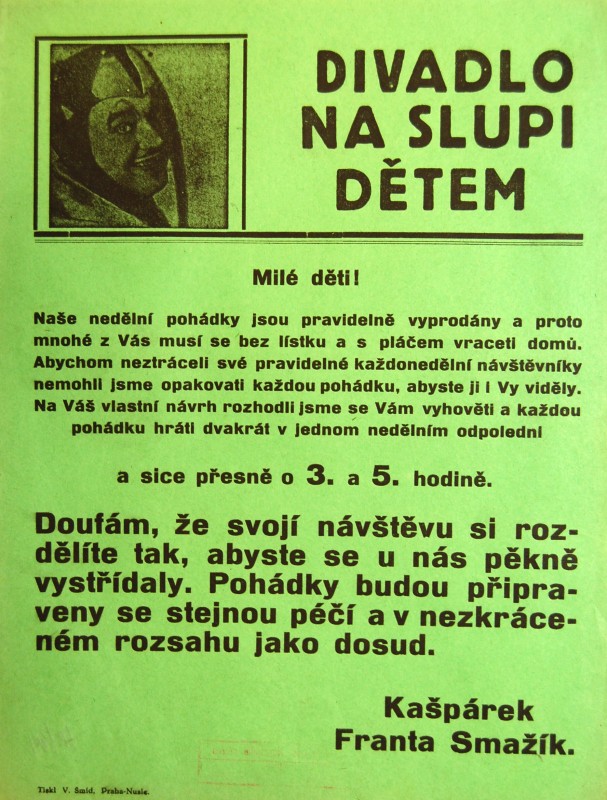 DIVADLO
NA SLUPI
DĚTEM
Milé děti!
Naše nedělní pohádky jsou pravidelně vyprodány a proto
mnohé z Vás musí se bez lístku a s pláčem vraceti domů.
Abychom neztráceli své pravidelné každonedělní návštěvníky
nemohli jsme opakovati každou pohádku, abyste ji i Vy viděly.
Na Váš vlastní návrh rozhodli jsme se Vám vyhověti a každou
pohádku hráti dvakrát v jednom nedělním odpoledni
a sice přesně o 3. a 5. hodině.
Doufám, že svojí návštěvu si roz-
dělíte tak, abyste se u nás pěkně
vystřídaly. Pohádky budou připra-
veny se stejnou péčí a v nezkráce-
ném rozsahu jako dosud.
Kašpárek
Franta Smažík.
Tiskl V. Šmíd, Praha-Nusle.